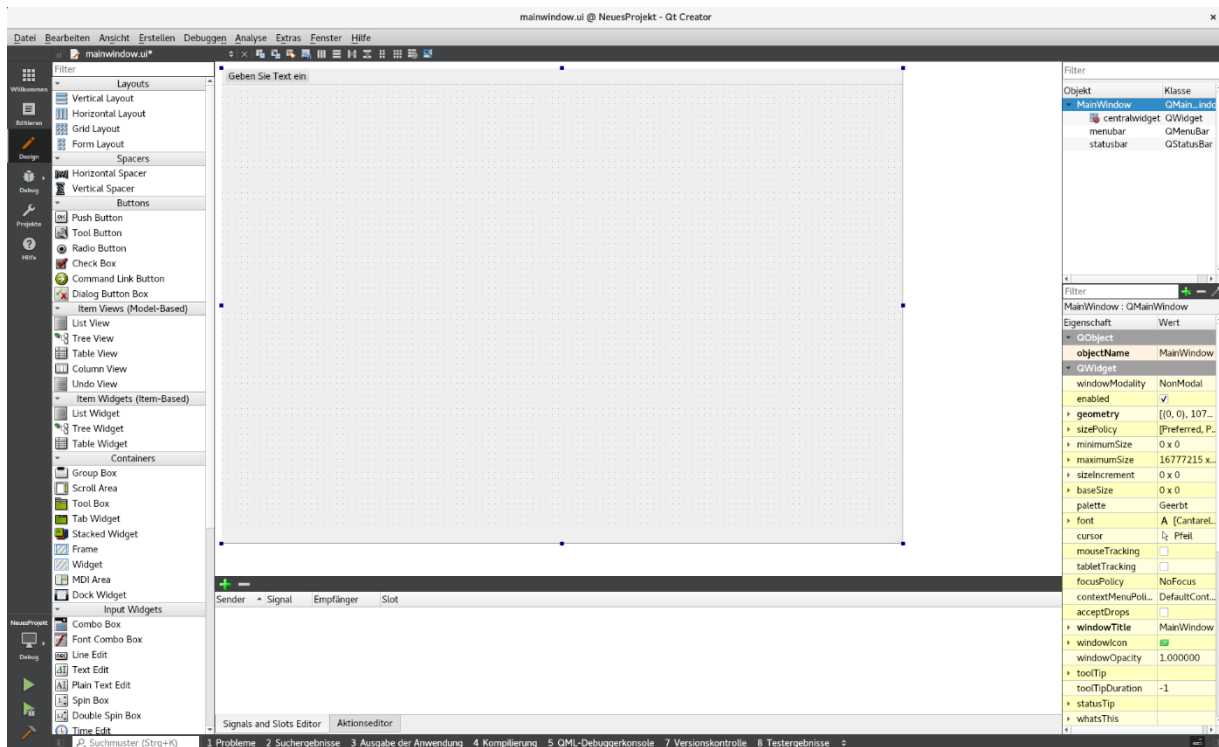 mainwindow.ui @ NeuesProjekt - Qt Creator
Datei Bearbeiten Ansicht Erstellen Debuggen Analyse Extras Fenster Hilfe
mainwindow.ui*
Willkommen
Editieren
Design
Debug
Projekte
Hilfe
NeuesProjekt
Debug
Filter
Layouts
Vertical Layout
Horizontal Layout
Grid Layout
Form Layout
Spacers
Horizontal Spacer
Vertical Spacer
Buttons
Push Button
Tool Button
Radio Button
Check Box
Command Link Button
Dialog Button Box
Item Views (Model-Based)
List View
Tree View
Table View
Column View
Undo View
Item Widgets (Item-Based)
List Widget
Tree Widget
Table Widget
Containers
Group Box
Scroll Area
Tool Box
Tab Widget
Stacked Widget
Frame
Widget
MDI Area
Dock Widget
Input Widgets
Combo Box
Font Combo Box
Line Edit
Text Edit
Plain Text Edit
Spin Box
Double Spin Box
Time Edit
Geben Sie Text ein
Sender Signal Empfänger Slot
Signals and Slots Editor Aktionseditor
Filter
Objekt Klasse
MainWindow QMain...indo
centralwidget QWidget
menubar QMenuBar
statusbar QStatusBar
Filter
MainWindow : QMainWindow
Eigenschaft Wert
QObject
objectName MainWindow
QWidget
windowModality NonModal
enabled
geometry [(0, 0), 107...
sizePolicy [Preferred, P...
minimumSize 0 x 0
maximumSize 16777215 x...
sizeIncrement 0 x 0
baseSize 0 x 0
palette Geerbt
font A [Cantarel...
cursor Pfeil
mouseTracking
tabletTracking
focusPolicy NoFocus
contextMenuPoli... DefaultCont...
acceptDrops
windowTitle MainWindow
windowIcon
windowOpacity 1.000000
toolTip
toolTipDuration -1
statusTip
whatsThis
Suchmuster (Strg+K) 1 Probleme 2 Suchergebnisse 3 Ausgabe der Anwendung 4 Kompilierung 5 QML-Debuggerkonsole 7 Versionskontrolle 8 Testergebnisse